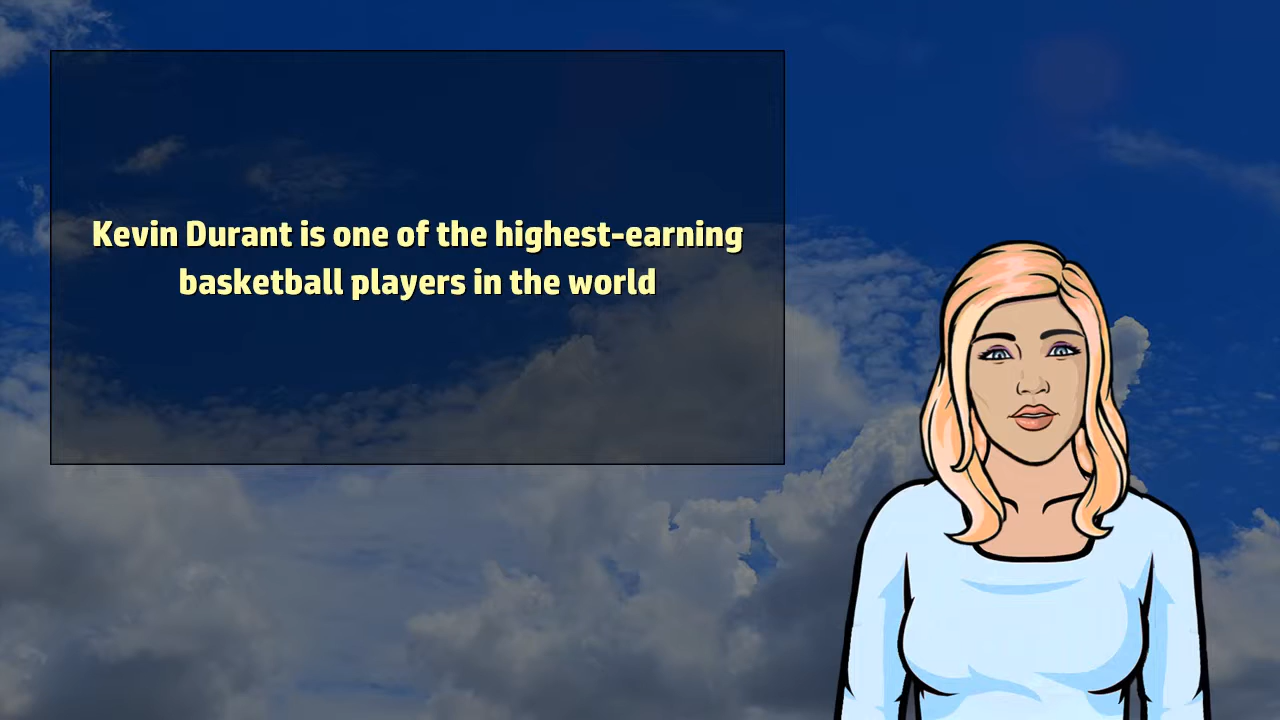 Kevin Durant is one of the highest-earning
basketball players in the world